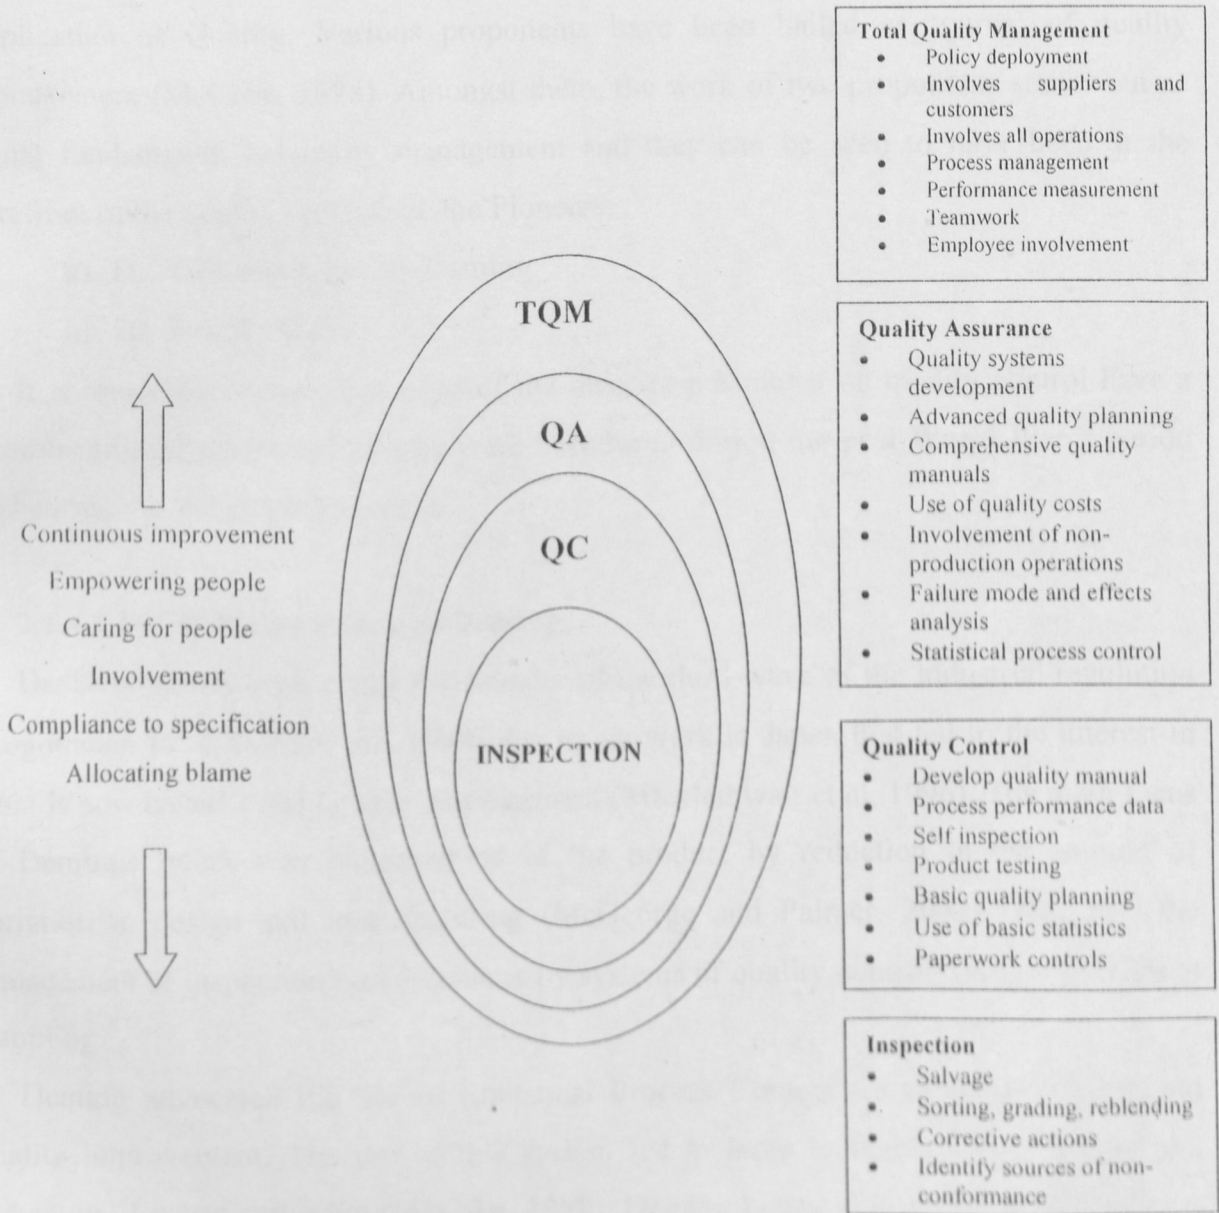 Total Quality Management
• Policy deployment
• Involves suppliers and
customers
• Involves all operations
• Process management
• Performance measurement
• Teamwork
• Employee involvement
TQM
QA
QC
INSPECTION
Continuous improvement
Empowering people
Caring for people
Involvement
Compliance to specification
Allocating blame
Quality Assurance
• Quality systems
development
• Advanced quality planning
• Comprehensive quality
manuals
• Use of quality costs
• Involvement of non-
production operations
• Failure mode and effects
analysis
• Statistical process control
Quality Control
• Develop quality manual
• Process performance data
• Self inspection
• Product testing
• Basic quality planning
• Use of basic statistics
• Paperwork controls
Inspection
• Salvage
• Sorting, grading, reblending
• Corrective actions
• Identify sources of non-
conformance